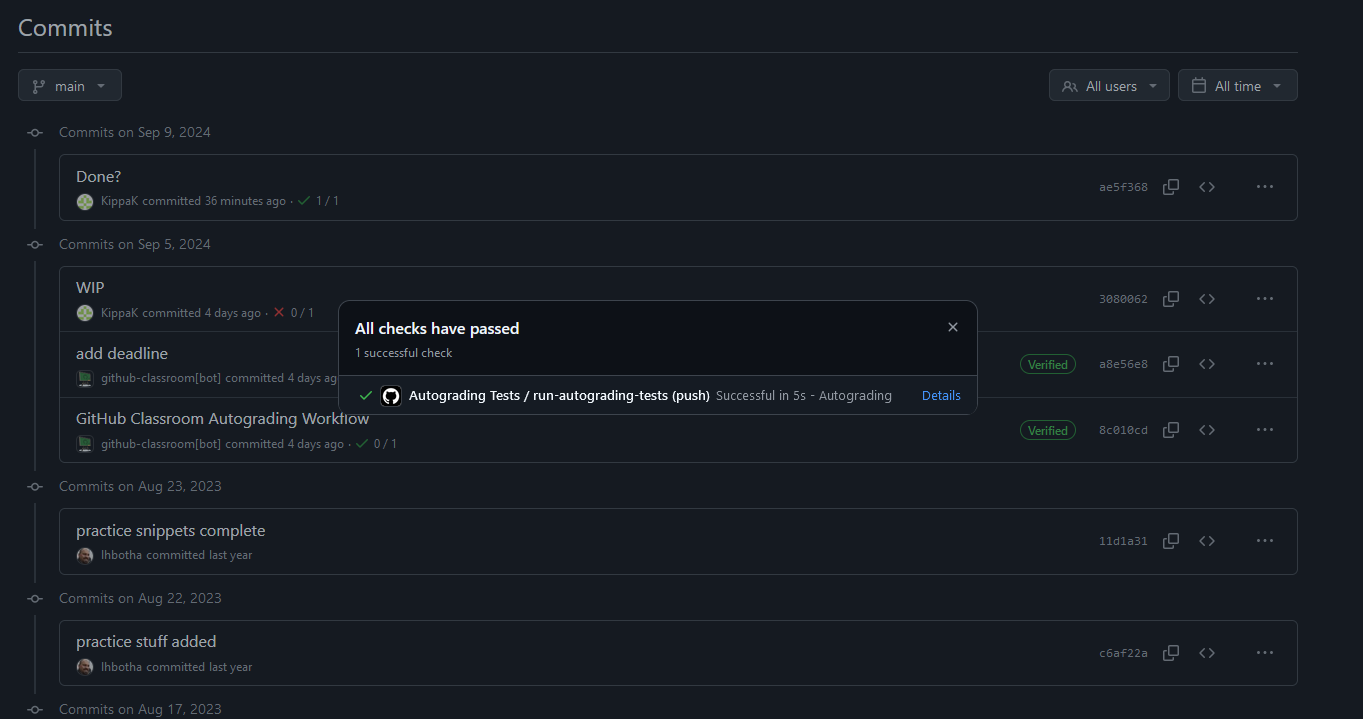 Commits
main
All users
All time
Commits on Sep 9, 2024
Done?
KippaK committed 36 minutes ago · 1 / 1
ae5f368
Commits on Sep 5, 2024
WIP
KippaK committed 4 days ago · 0 / 1
3080062
All checks have passed
1 successful check
add deadline
github-classroom[bot] committed 4 days ag
Verified
a8e56e8
Autograding Tests / run-autograding-tests (push) Successful in 5s - Autograding Details
GitHub Classroom Autograding Workflow
github-classroom[bot] committed 4 days ago · 0 / 1
Verified
8c010cd
Commits on Aug 23, 2023
practice snippets complete
lhbotha committed last year
11d1a31
Commits on Aug 22, 2023
practice stuff added
lhbotha committed last year
c6af22a
Commits on Aug 17, 2023